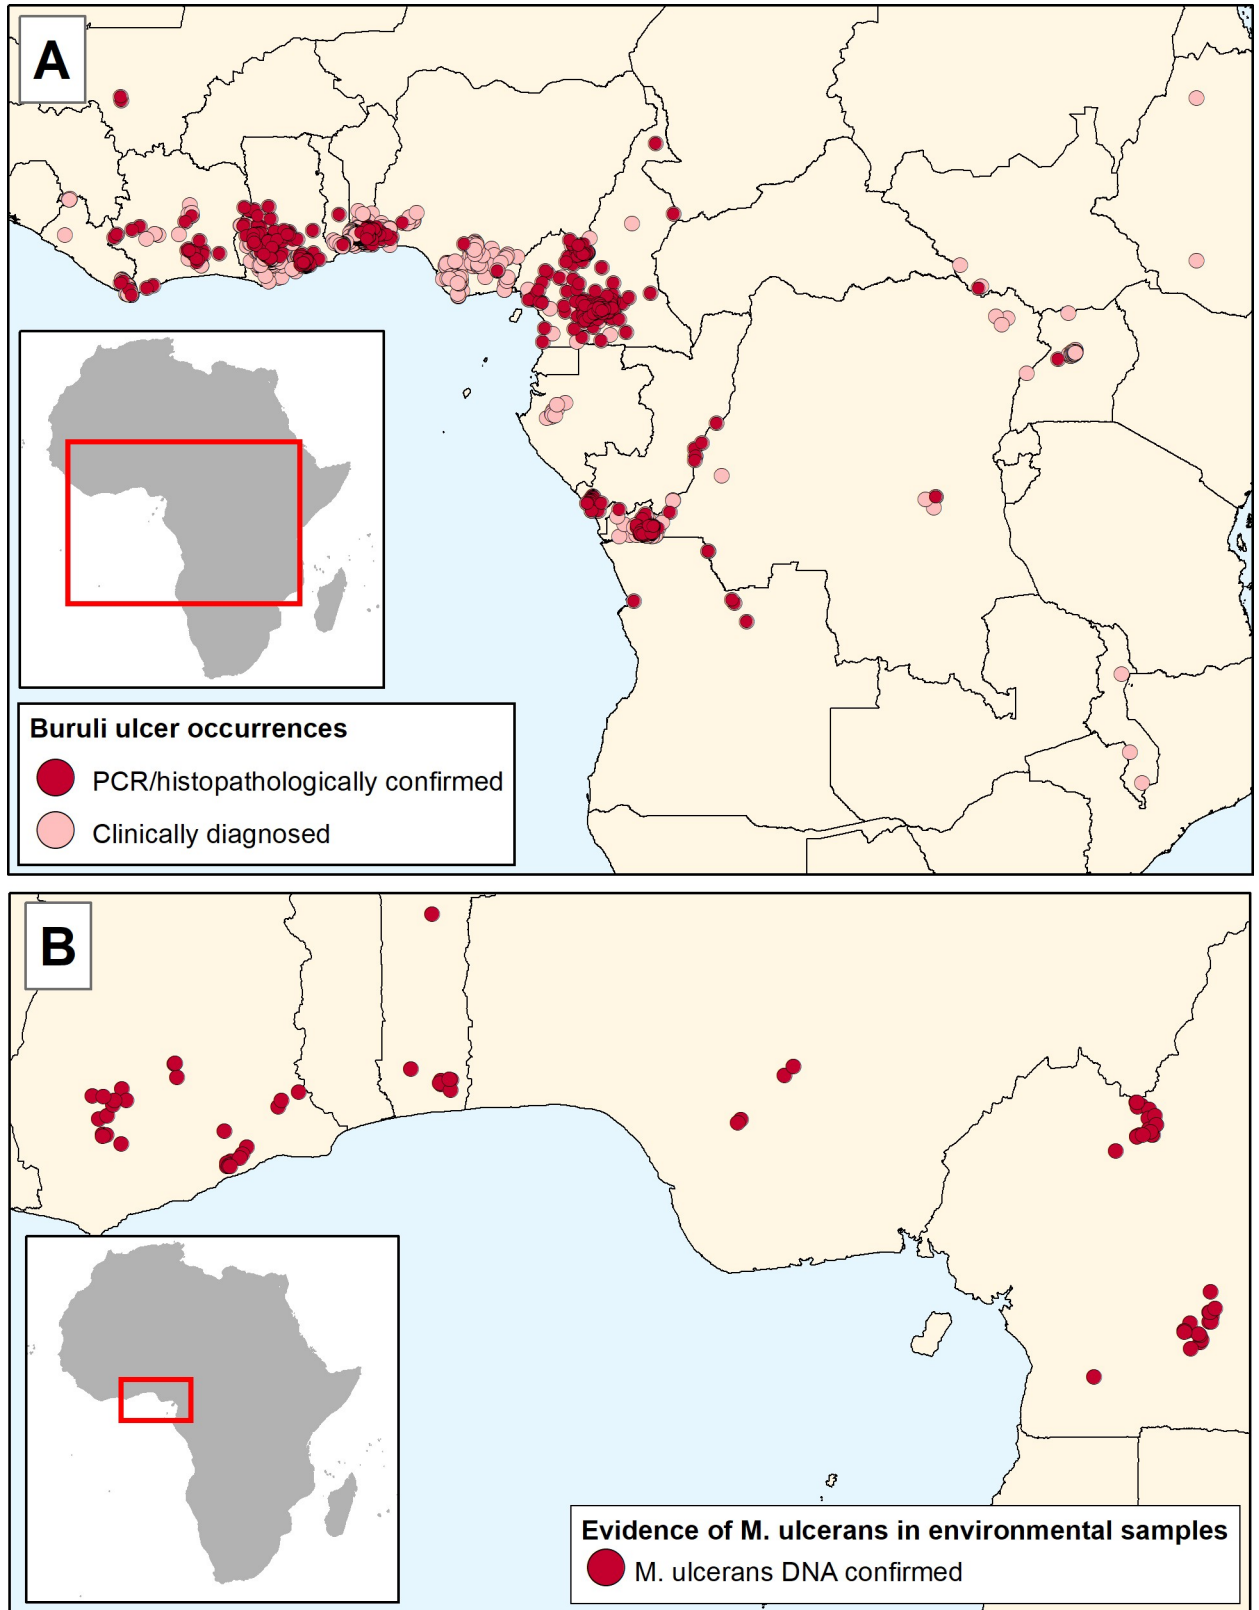 A
Buruli ulcer occurrences
PCR/histopathologically confirmed
Clinically diagnosed
B
Evidence of M. ulcerans in environmental samples
M. ulcerans DNA confirmed